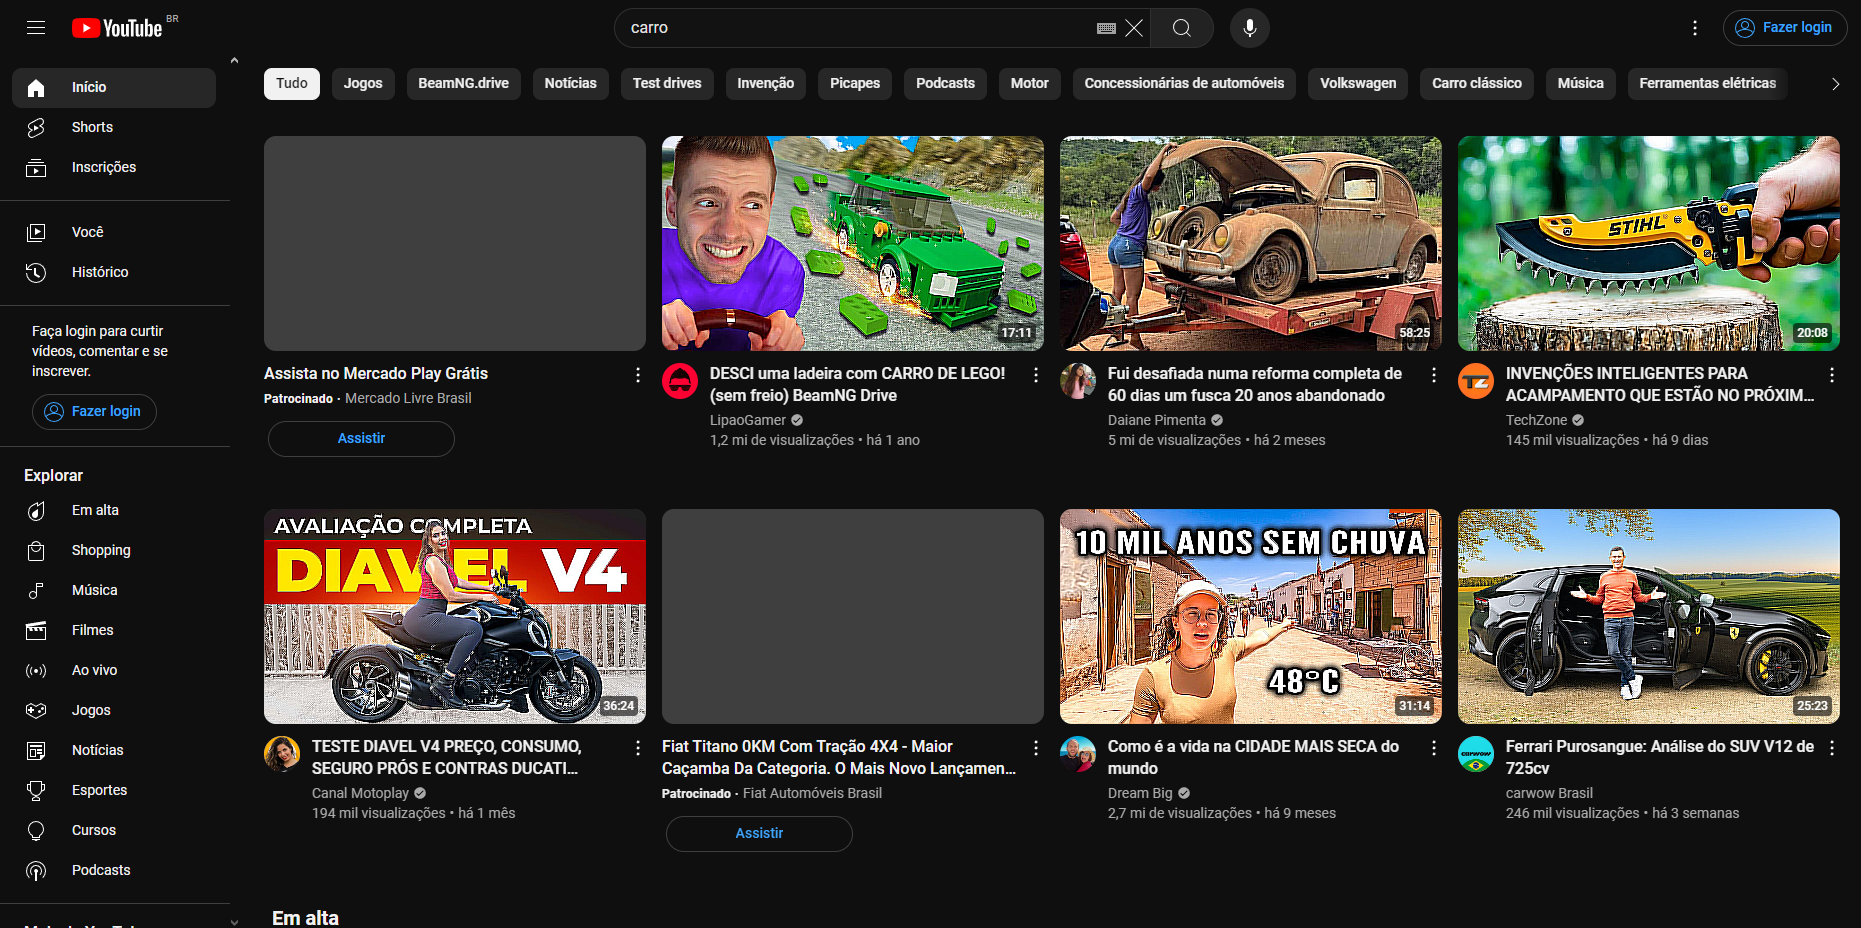 YouTube BR
carro
Fazer login
Início
Shorts
Inscrições
Você
Histórico
Faça login para curtir
vídeos, comentar e se
inscrever.
Fazer login
Explorar
Em alta
Shopping
Música
Filmes
Ao vivo
Jogos
Notícias
Esportes
Cursos
Podcasts
Tudo Jogos BeamNG.drive Notícias Test drives Invenção Picapes Podcasts Motor Concessionárias de automóveis Volkswagen Carro clássico Música Ferramentas elétricas
Assista no Mercado Play Grátis
Patrocinado · Mercado Livre Brasil
Assistir
17:11
DESCI uma ladeira com CARRO DE LEGO!
(sem freio) BeamNG Drive
LipaoGamer
1,2 mi de visualizações • há 1 ano
58:25
Fui desafiada numa reforma completa de
60 dias um fusca 20 anos abandonado
Daiane Pimenta
5 mi de visualizações • há 2 meses
STIHL
20:08
TZ
INVENÇÕES INTELIGENTES PARA
ACAMPAMENTO QUE ESTÃO NO PRÓXIM...
TechZone
145 mil visualizações • há 9 dias
AVALIAÇÃO COMPLETA
DIAVEL V4
36:24
TESTE DIAVEL V4 PREÇO, CONSUMO,
SEGURO PRÓS E CONTRAS DUCATI...
Canal Motoplay
194 mil visualizações • há 1 mês
Fiat Titano 0KM Com Tração 4X4 - Maior
Caçamba Da Categoria. O Mais Novo Lançamen...
Patrocinado · Fiat Automóveis Brasil
Assistir
10 MIL ANOS SEM CHUVA
48°C
31:14
Como é a vida na CIDADE MAIS SECA do
mundo
Dream Big
2,7 mi de visualizações • há 9 meses
25:23
carwow
Ferrari Purosangue: Análise do SUV V12 de
725cv
carwow Brasil
246 mil visualizações • há 3 semanas
Em alta